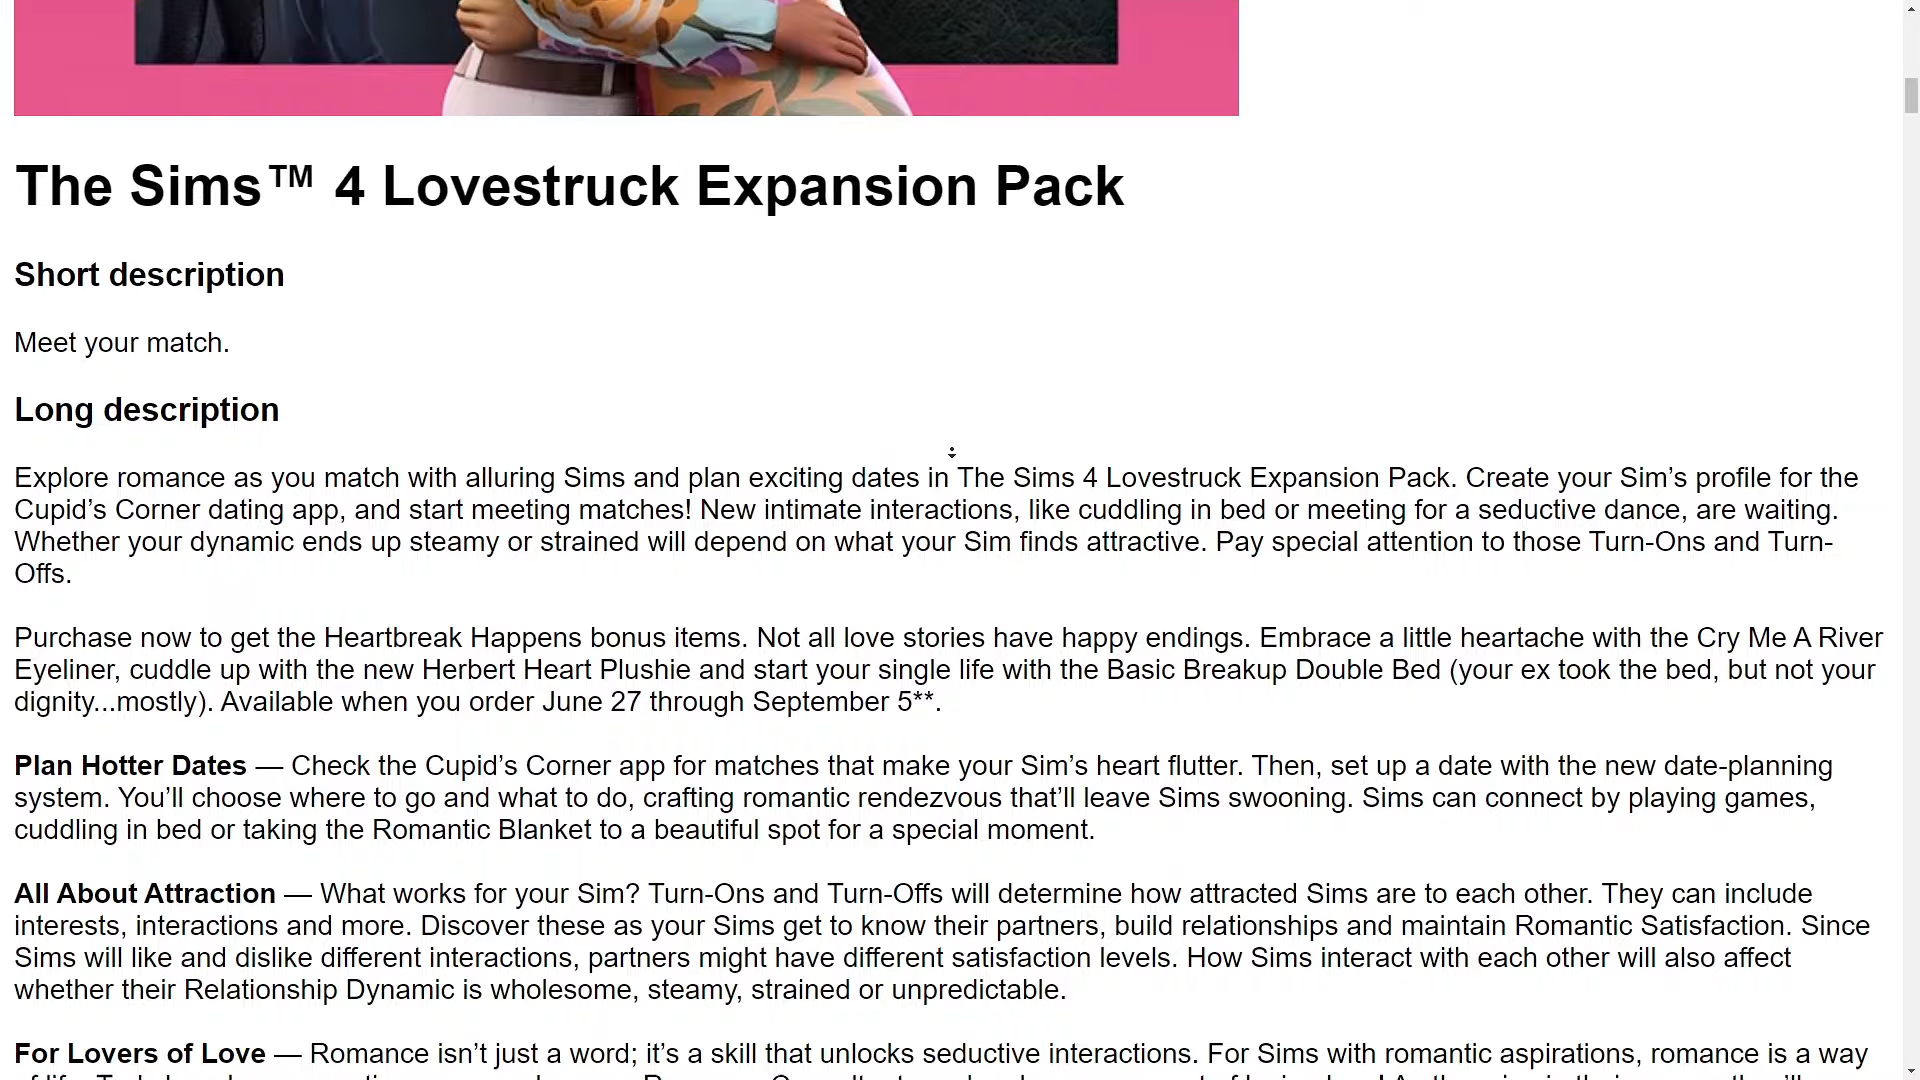 The Sims™ 4 Lovestruck Expansion Pack
Short description
Meet your match.
Long description
Explore romance as you match with alluring Sims and plan exciting dates in The Sims 4 Lovestruck Expansion Pack. Create your Sim’s profile for the
Cupid’s Corner dating app, and start meeting matches! New intimate interactions, like cuddling in bed or meeting for a seductive dance, are waiting.
Whether your dynamic ends up steamy or strained will depend on what your Sim finds attractive. Pay special attention to those Turn-Ons and Turn-
Offs.
Purchase now to get the Heartbreak Happens bonus items. Not all love stories have happy endings. Embrace a little heartache with the Cry Me A River
Eyeliner, cuddle up with the new Herbert Heart Plushie and start your single life with the Basic Breakup Double Bed (your ex took the bed, but not your
dignity...mostly). Available when you order June 27 through September 5**.
Plan Hotter Dates — Check the Cupid’s Corner app for matches that make your Sim’s heart flutter. Then, set up a date with the new date-planning
system. You’ll choose where to go and what to do, crafting romantic rendezvous that’ll leave Sims swooning. Sims can connect by playing games,
cuddling in bed or taking the Romantic Blanket to a beautiful spot for a special moment.
All About Attraction — What works for your Sim? Turn-Ons and Turn-Offs will determine how attracted Sims are to each other. They can include
interests, interactions and more. Discover these as your Sims get to know their partners, build relationships and maintain Romantic Satisfaction. Since
Sims will like and dislike different interactions, partners might have different satisfaction levels. How Sims interact with each other will also affect
whether their Relationship Dynamic is wholesome, steamy, strained or unpredictable.
For Lovers of Love — Romance isn’t just a word; it’s a skill that unlocks seductive interactions. For Sims with romantic aspirations, romance is a way